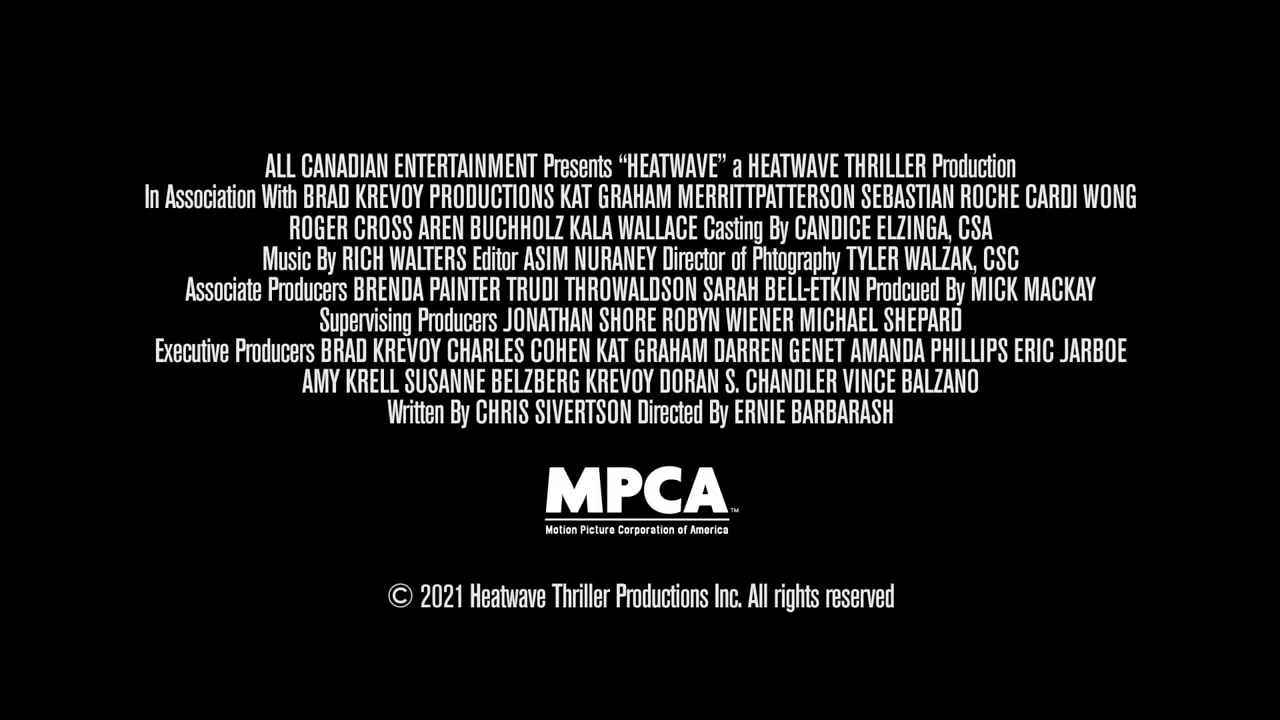 ALL CANADIAN ENTERTAINMENT Presents “HEATWAVE” a HEATWAVE THRILLER Production
In Association With BRAD KREVOY PRODUCTIONS KAT GRAHAM MERRITTPATTERSON SEBASTIAN ROCHE CARDI WONG
ROGER CROSS AREN BUCHHOLZ KALA WALLACE Casting By CANDICE ELZINGA, CSA
Music By RICH WALTERS Editor ASIM NURANEY Director of Phtography TYLER WALZAK, CSC
Associate Producers BRENDA PAINTER TRUDI THROWALDSON SARAH BELL-ETKIN Prodcued By MICK MACKAY
Supervising Producers JONATHAN SHORE ROBYN WIENER MICHAEL SHEPARD
Executive Producers BRAD KREVOY CHARLES COHEN KAT GRAHAM DARREN GENET AMANDA PHILLIPS ERIC JARBOE
AMY KRELL SUSANNE BELZBERG KREVOY DORAN S. CHANDLER VINCE BALZANO
Written By CHRIS SIVERTSON Directed By ERNIE BARBARASH
MPCA™
Motion Picture Corporation of America
© 2021 Heatwave Thriller Productions Inc. All rights reserved